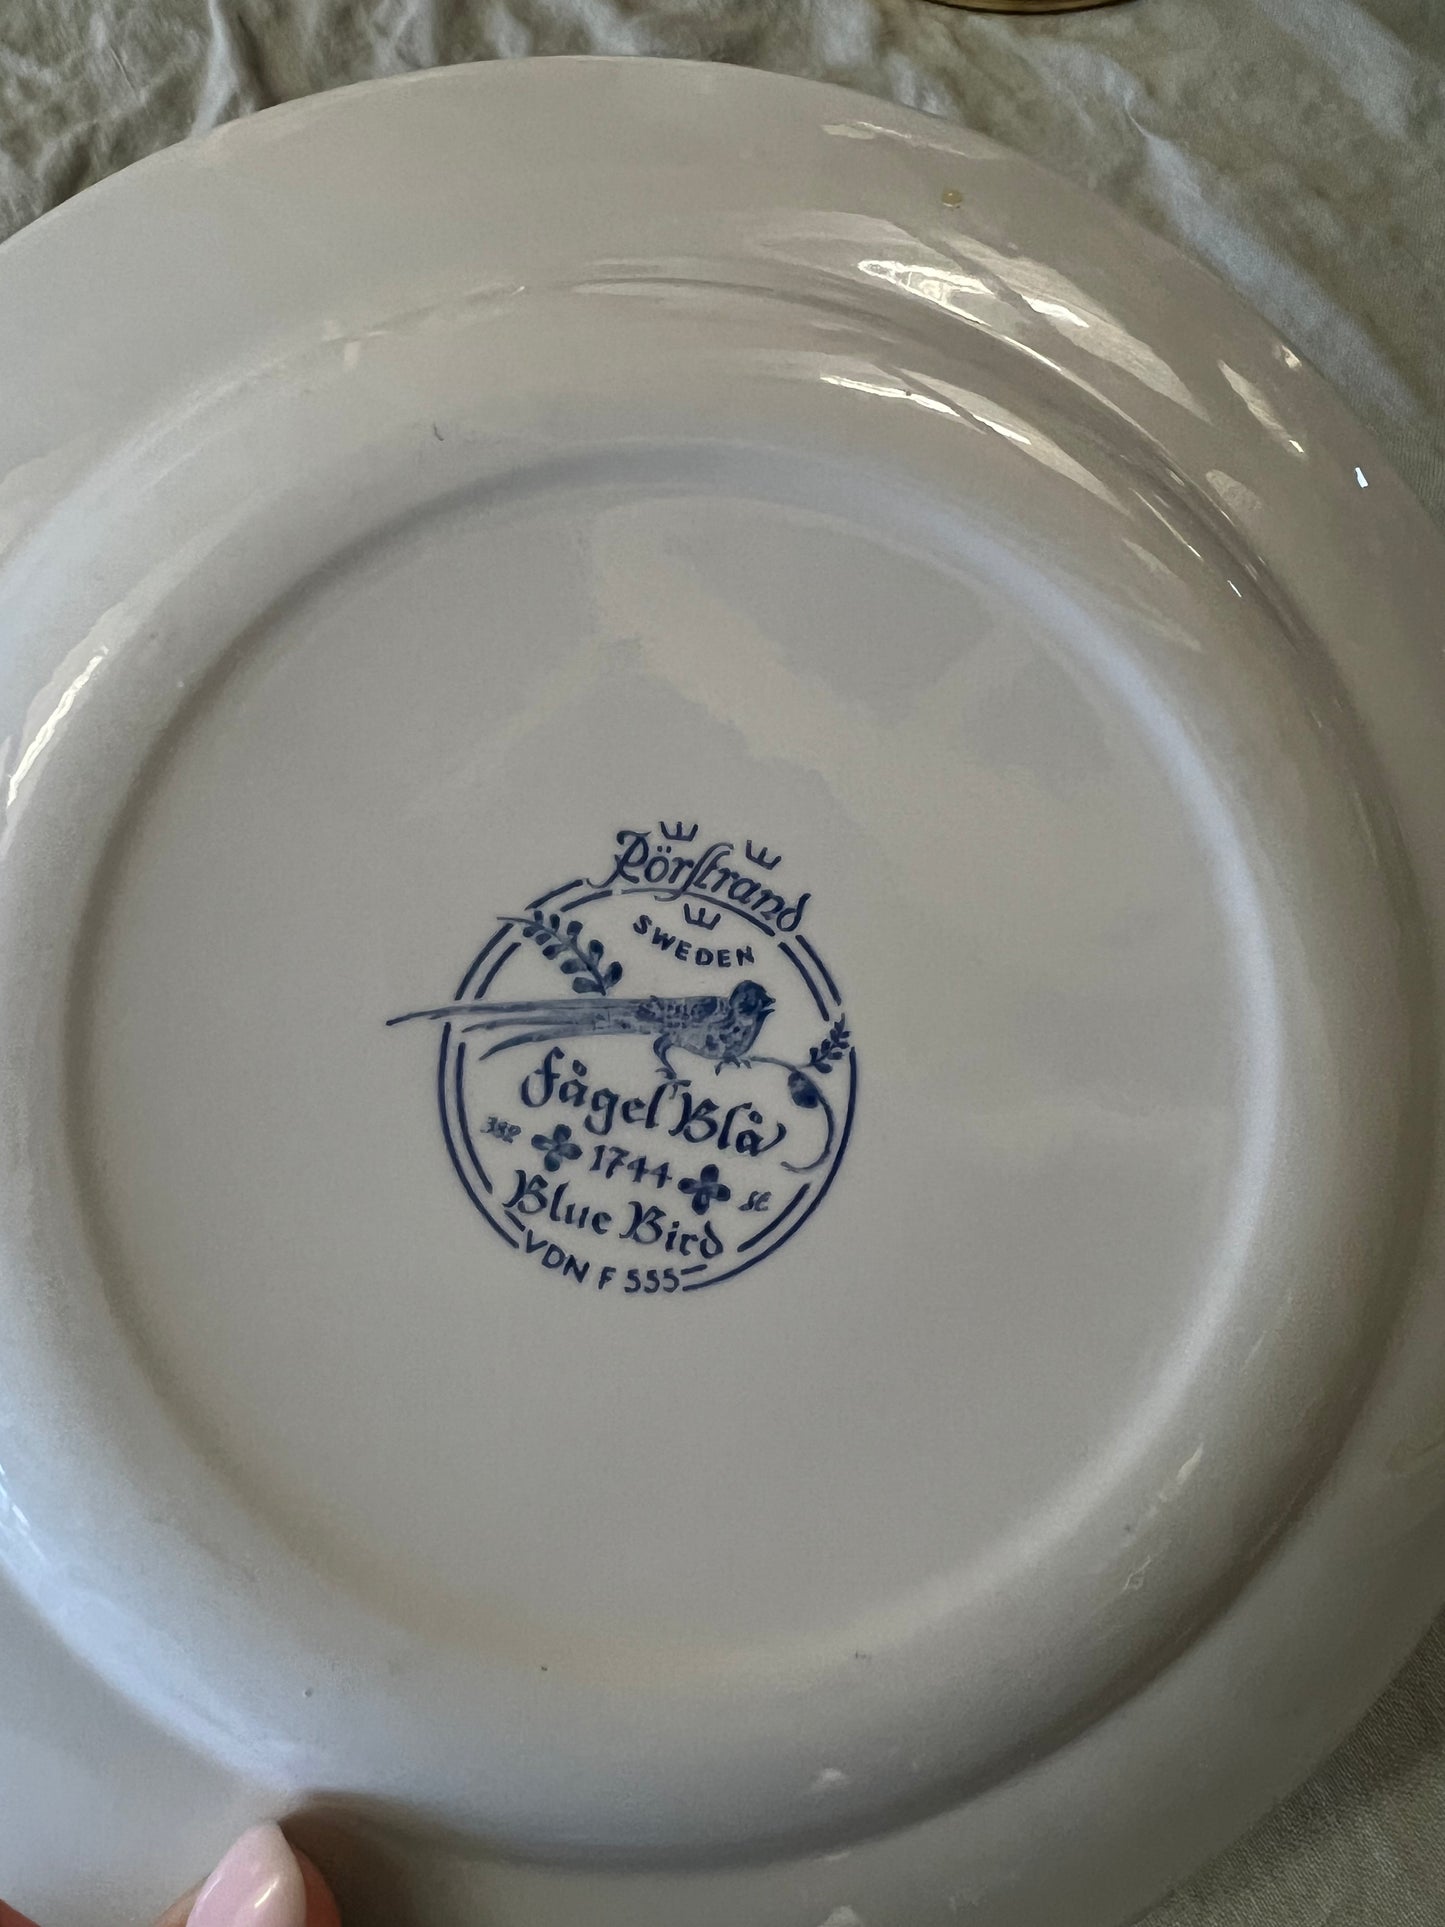 Rörstrand
SWEDEN
Fågel Blå
1744
Blue Bird
VDN F 555